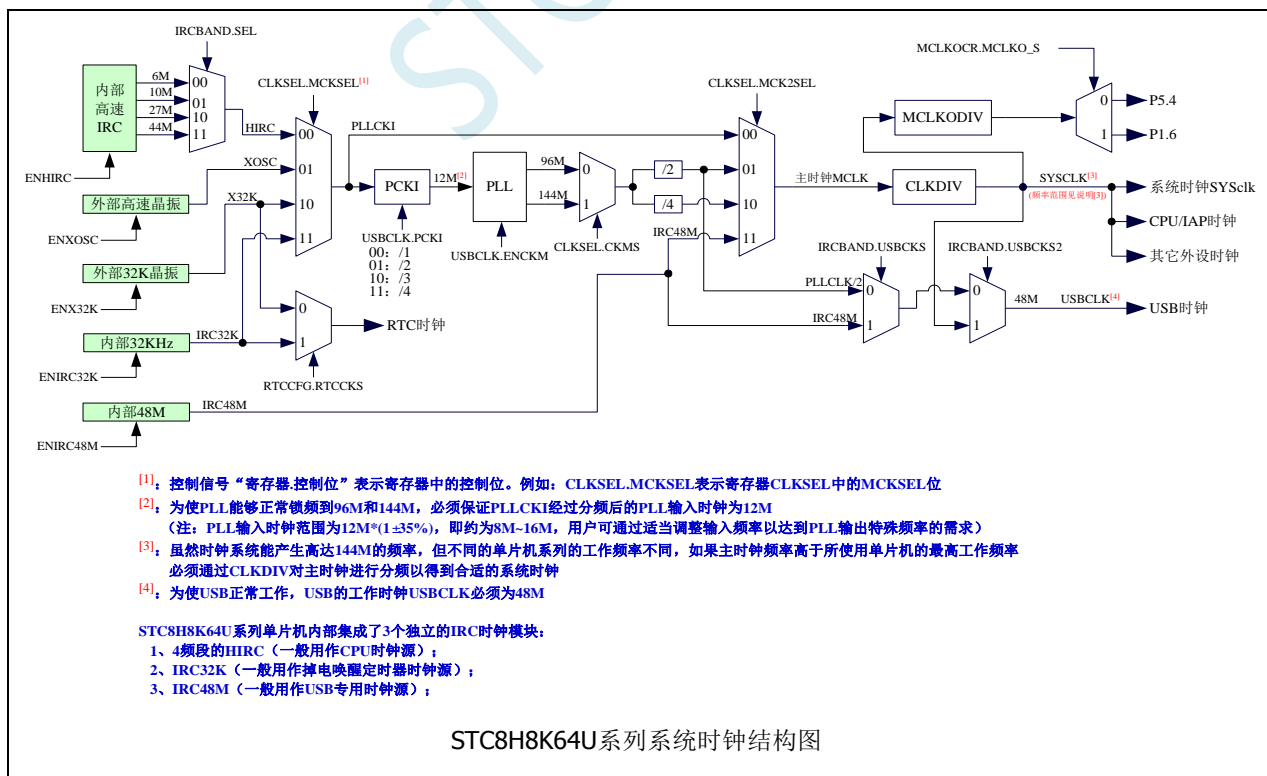 IRCBAND.SEL
MCLKOCR.MCLKO_S
CLKSEL.MCKSEL[1]
CLKSEL.MCK2SEL
内部
高速
IRC
6M
10M
27M
44M
00
01
10
11
HIRC
00
01
10
11
PLLCKI
00
01
10
11
MCLKODIV
0
1
P5.4
P1.6
ENHIRC
XOSC
外部高速晶振
ENXOSC
X32K
外部32K晶振
ENX32K
PCKI
12M[2]
PLL
96M
144M
0
1
/2
/4
IRC48M
主时钟MCLK
CLKDIV
SYSCLK[3]
(频率范围见说明[3])
系统时钟SYSclk
CPU/IAP时钟
其它外设时钟
USBCLK.PCKI
00：/1
01：/2
10：/3
11：/4
USBCLK.ENCKM
CLKSEL.CKMS
IRCBAND.USBCKS
IRCBAND.USBCKS2
PLLCLK/2
IRC48M
0
1
0
1
48M
USBCLK[4]
USB时钟
0
1
RTC时钟
RTCCFG.RTCCKS
内部32KHz
IRC32K
ENIRC32K
内部48M
IRC48M
ENIRC48M
[1]：控制信号“寄存器.控制位”表示寄存器中的控制位。例如：CLKSEL.MCKSEL表示寄存器CLKSEL中的MCKSEL位
[2]：为使PLL能够正常锁频到96M和144M，必须保证PLLCKI经过分频后的PLL输入时钟为12M
（注：PLL输入时钟范围为12M*(1±35%)，即约为8M~16M，用户可通过适当调整输入频率以达到PLL输出特殊频率的需求）
[3]：虽然时钟系统能产生高达144M的频率，但不同的单片机系列的工作频率不同，如果主时钟频率高于所使用单片机的最高工作频率
必须通过CLKDIV对主时钟进行分频以得到合适的系统时钟
[4]：为使USB正常工作，USB的工作时钟USBCLK必须为48M
STC8H8K64U系列单片机内部集成了3个独立的IRC时钟模块：
1、4频段的HIRC（一般用作CPU时钟源）；
2、IRC32K（一般用作掉电唤醒定时器时钟源）；
3、IRC48M（一般用作USB专用时钟源）；
STC8H8K64U系列系统时钟结构图